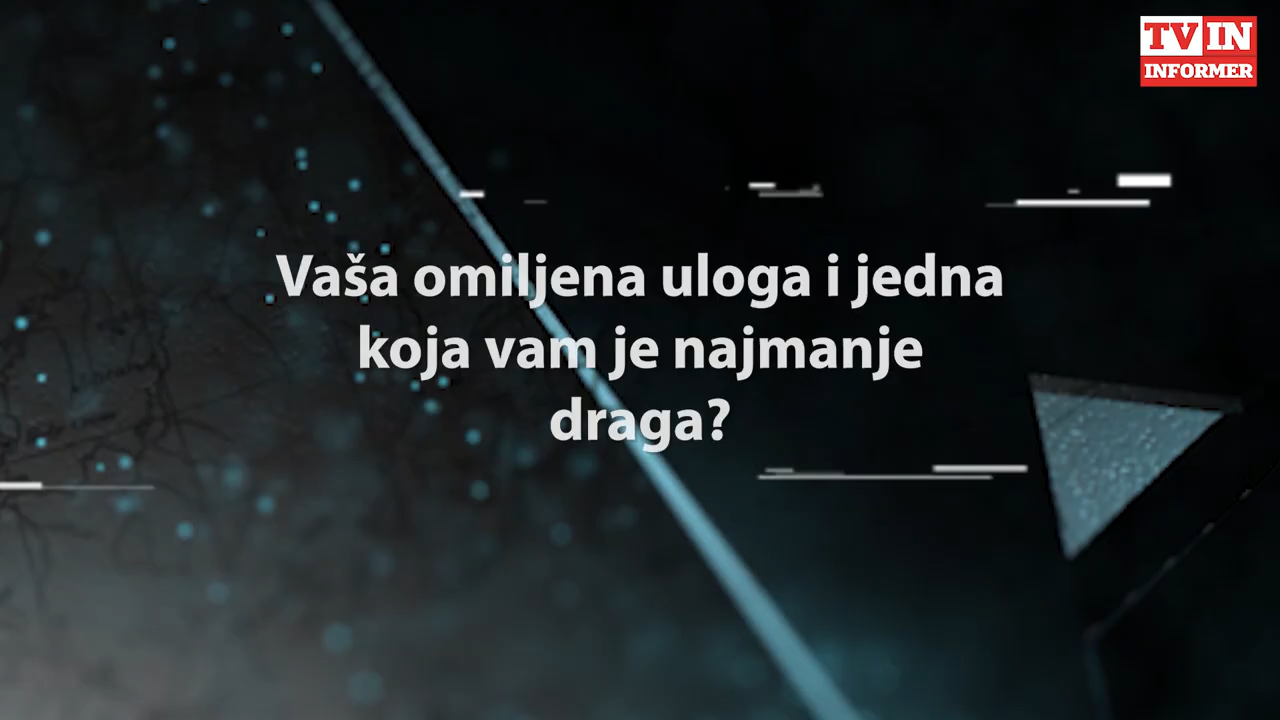 TV IN
INFORMER
Vaša omiljena uloga i jedna
koja vam je najmanje
draga?